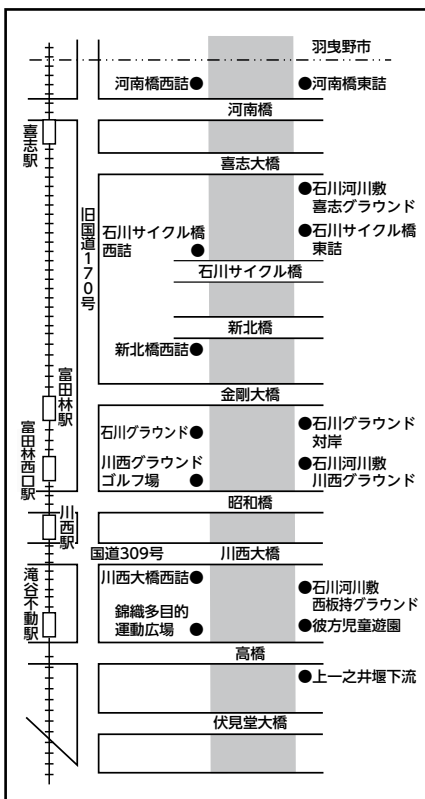 羽曳野市
河南橋西詰
河南橋東詰
河南橋
喜志駅
喜志大橋
石川河川敷
喜志グラウンド
旧国道170号
石川サイクル橋
西詰
石川サイクル橋
東詰
石川サイクル橋
新北橋
新北橋西詰
金剛大橋
富田林駅
石川グラウンド
石川グラウンド
対岸
富田林西口駅
川西グラウンド
ゴルフ場
石川河川敷
川西グラウンド
昭和橋
川西駅
国道309号
川西大橋
滝谷不動駅
川西大橋西詰
石川河川敷
西板持グラウンド
錦織多目的
運動広場
彼方児童遊園
高橋
上一之井堰下流
伏見堂大橋